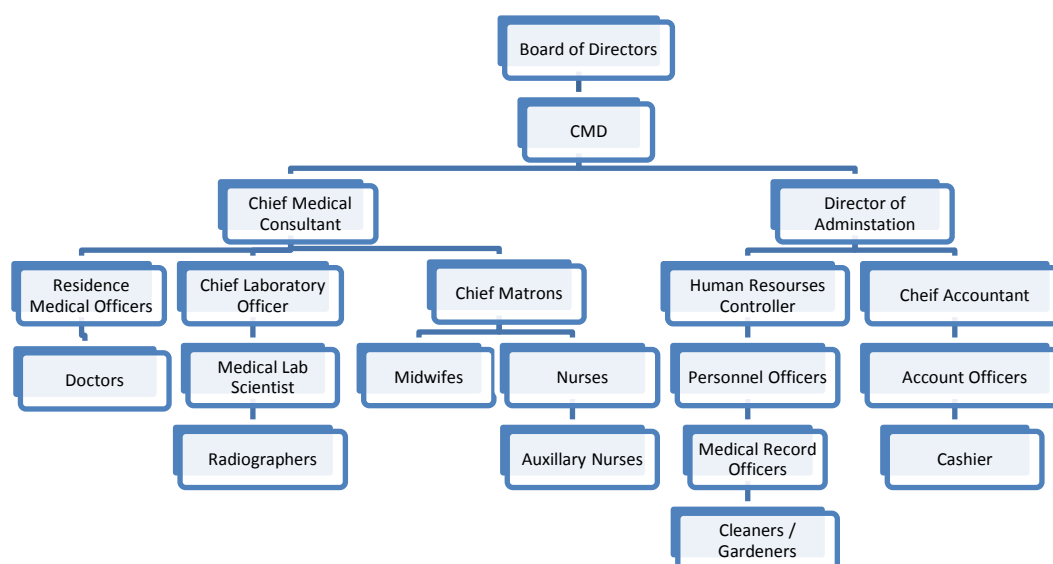 Board of Directors
CMD
Chief Medical
Consultant
Director of
Adminstation
Residence
Medical Officers
Chief Laboratory
Officer
Chief Matrons
Human Resourses
Controller
Cheif Accountant
Doctors
Medical Lab
Scientist
Midwifes
Nurses
Personnel Officers
Account Officers
Radiographers
Auxillary Nurses
Medical Record
Officers
Cashier
Cleaners /
Gardeners